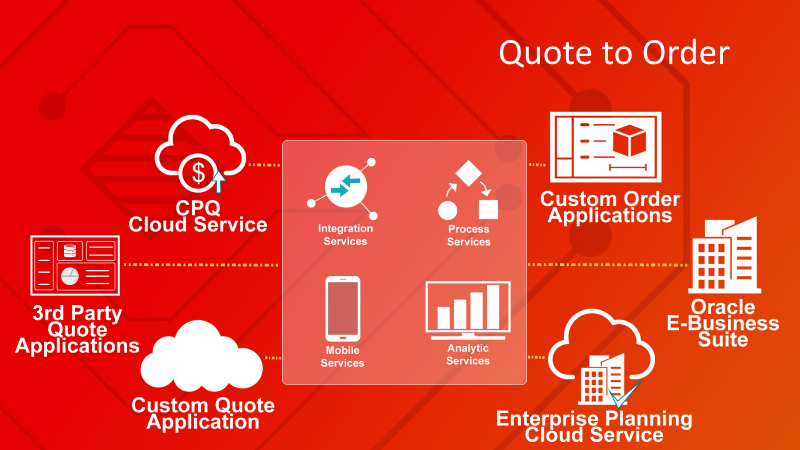 Quote to Order
$
CPQ
Cloud Service
3rd Party
Quote
Applications
Custom Quote
Application
Integration
Services
Process
Services
Mobile
Services
Analytic
Services
Custom Order
Applications
Oracle
E-Business
Suite
Enterprise Planning
Cloud Service